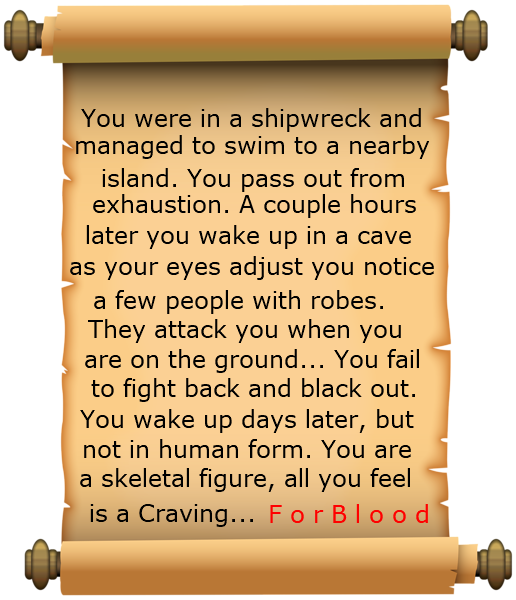 You were in a shipwreck and
managed to swim to a nearby
island. You pass out from
exhaustion. A couple hours
later you wake up in a cave
as your eyes adjust you notice
a few people with robes.
They attack you when you
are on the ground... You fail
to fight back and black out.
You wake up days later, but
not in human form. You are
a skeletal figure, all you feel
is a Craving... F o r B l o o d